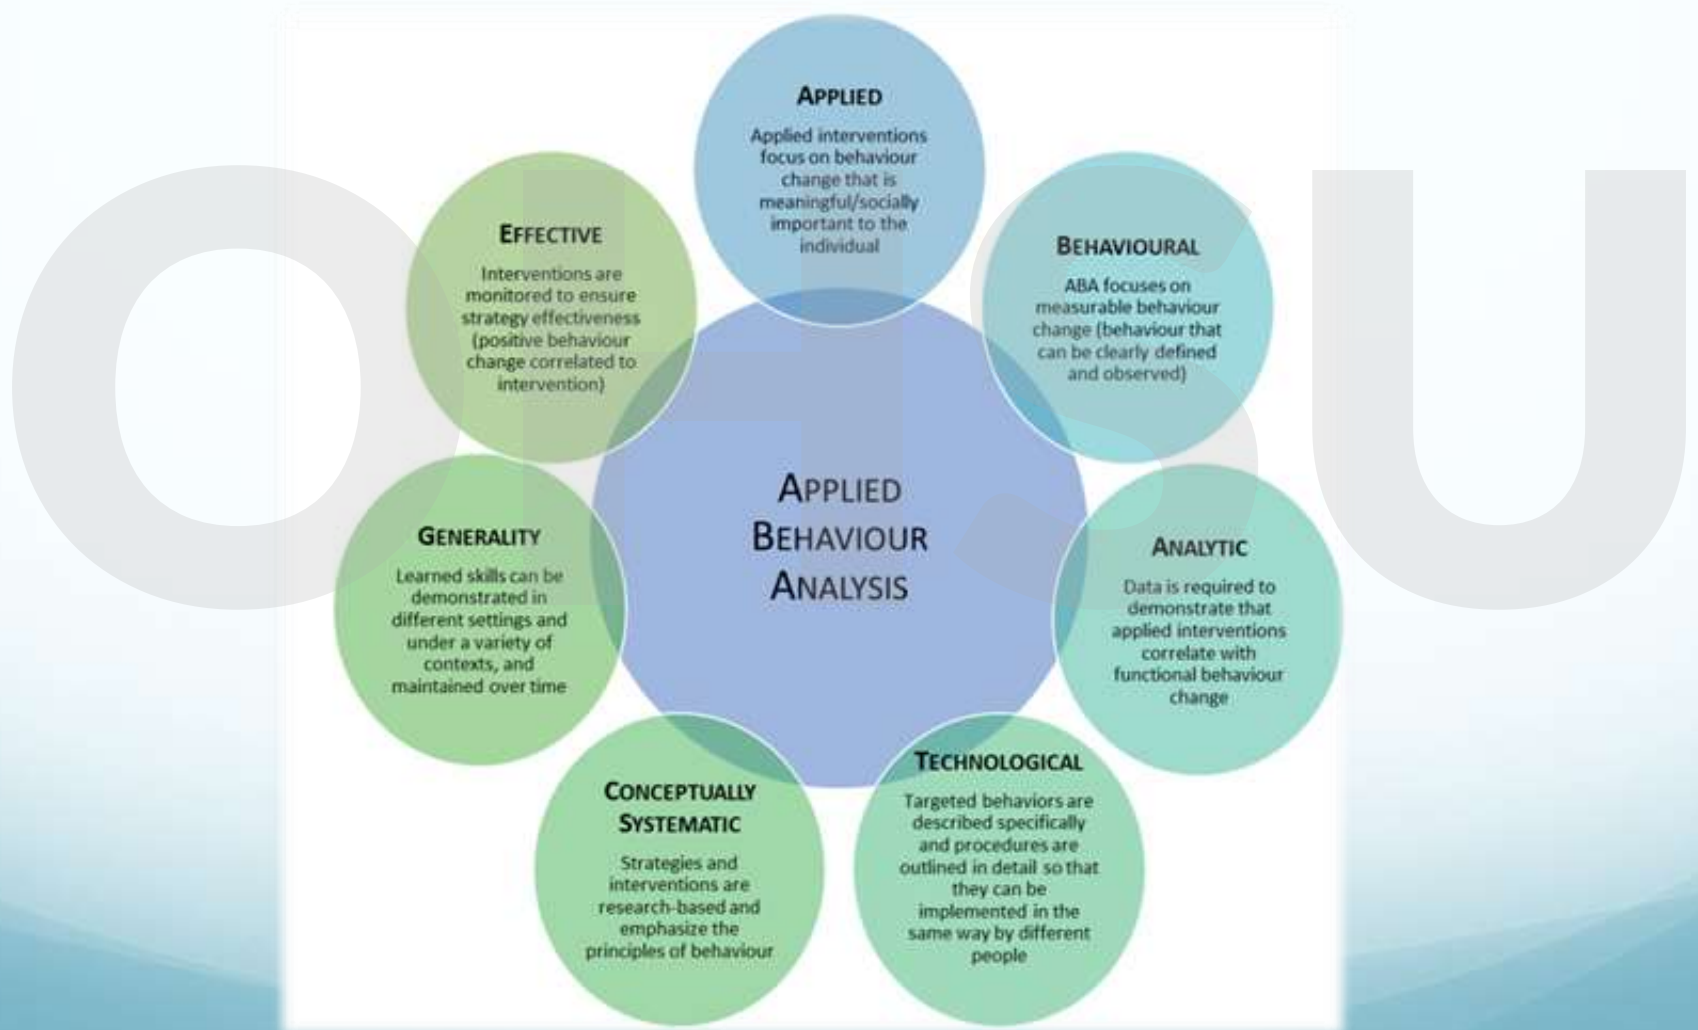 OHSU
APPLIED
Applied interventions
focus on behaviour
change that is
meaningful/socially
important to the
individual
BEHAVIOURAL
ABA focuses on
measurable behaviour
change (behaviour that
can be clearly defined
and observed)
ANALYTIC
Data is required to
demonstrate that
applied interventions
correlate with
functional behaviour
change
TECHNOLOGICAL
Targeted behaviors are
described specifically
and procedures are
outlined in detail so that
they can be
implemented in the
same way by different
people
CONCEPTUALLY
SYSTEMATIC
Strategies and
interventions are
research-based and
emphasize the
principles of behaviour
GENERALITY
Learned skills can be
demonstrated in
different settings and
under a variety of
contexts, and
maintained over time
EFFECTIVE
Interventions are
monitored to ensure
strategy effectiveness
(positive behaviour
change correlated to
intervention)
APPLIED
BEHAVIOUR
ANALYSIS